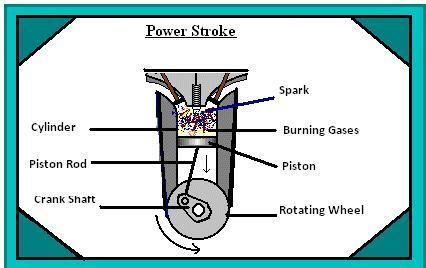 Power Stroke
Spark
Cylinder
Burning Gases
Piston Rod
Piston
Crank Shaft
Rotating Wheel